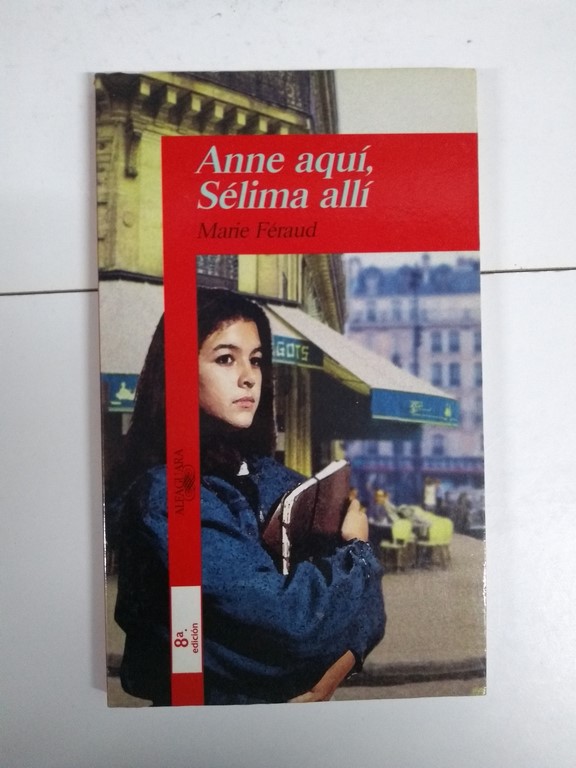 Anne aquí,
Sélima allí
Marie Féraud
GOTS
ALFAGUARA
8ª.
edición